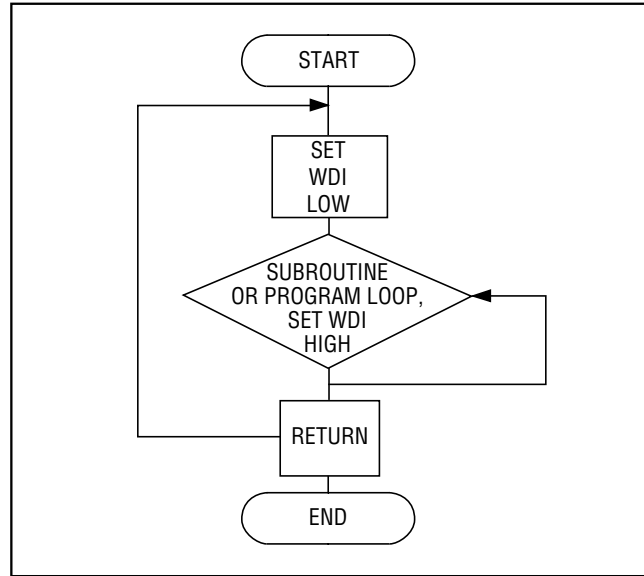 START
SET
WDI
LOW
SUBROUTINE
OR PROGRAM LOOP,
SET WDI
HIGH
RETURN
END